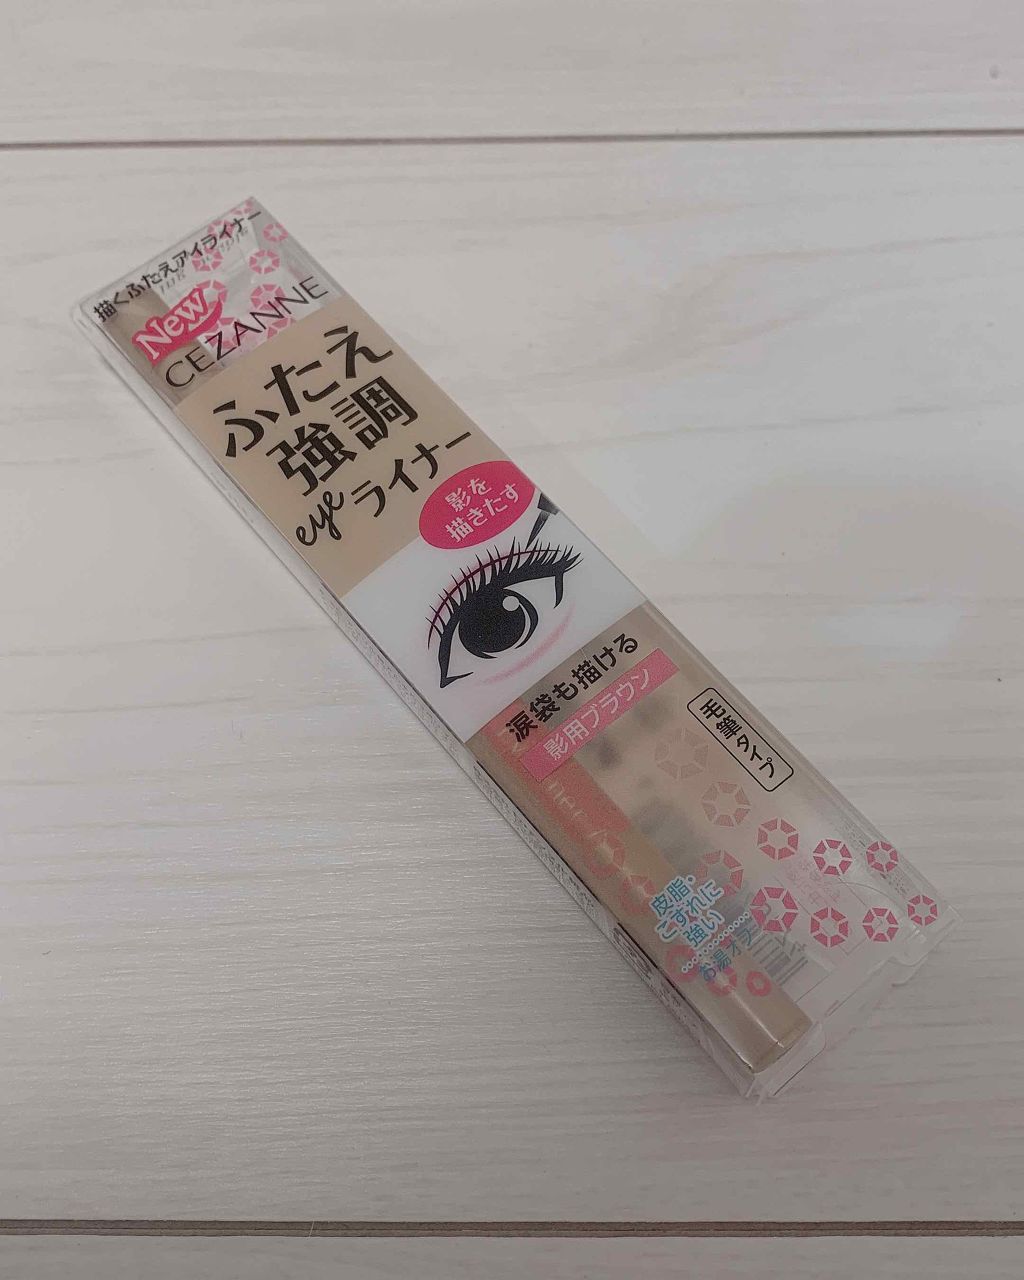 描くふたえアイライナー
New
CEZANNE
ふたえ
強調
eyeライナー
影を
描きたす
涙袋も描ける
影用ブラウン
毛筆タイプ
皮脂・
こすれに
強い
お湯オフ